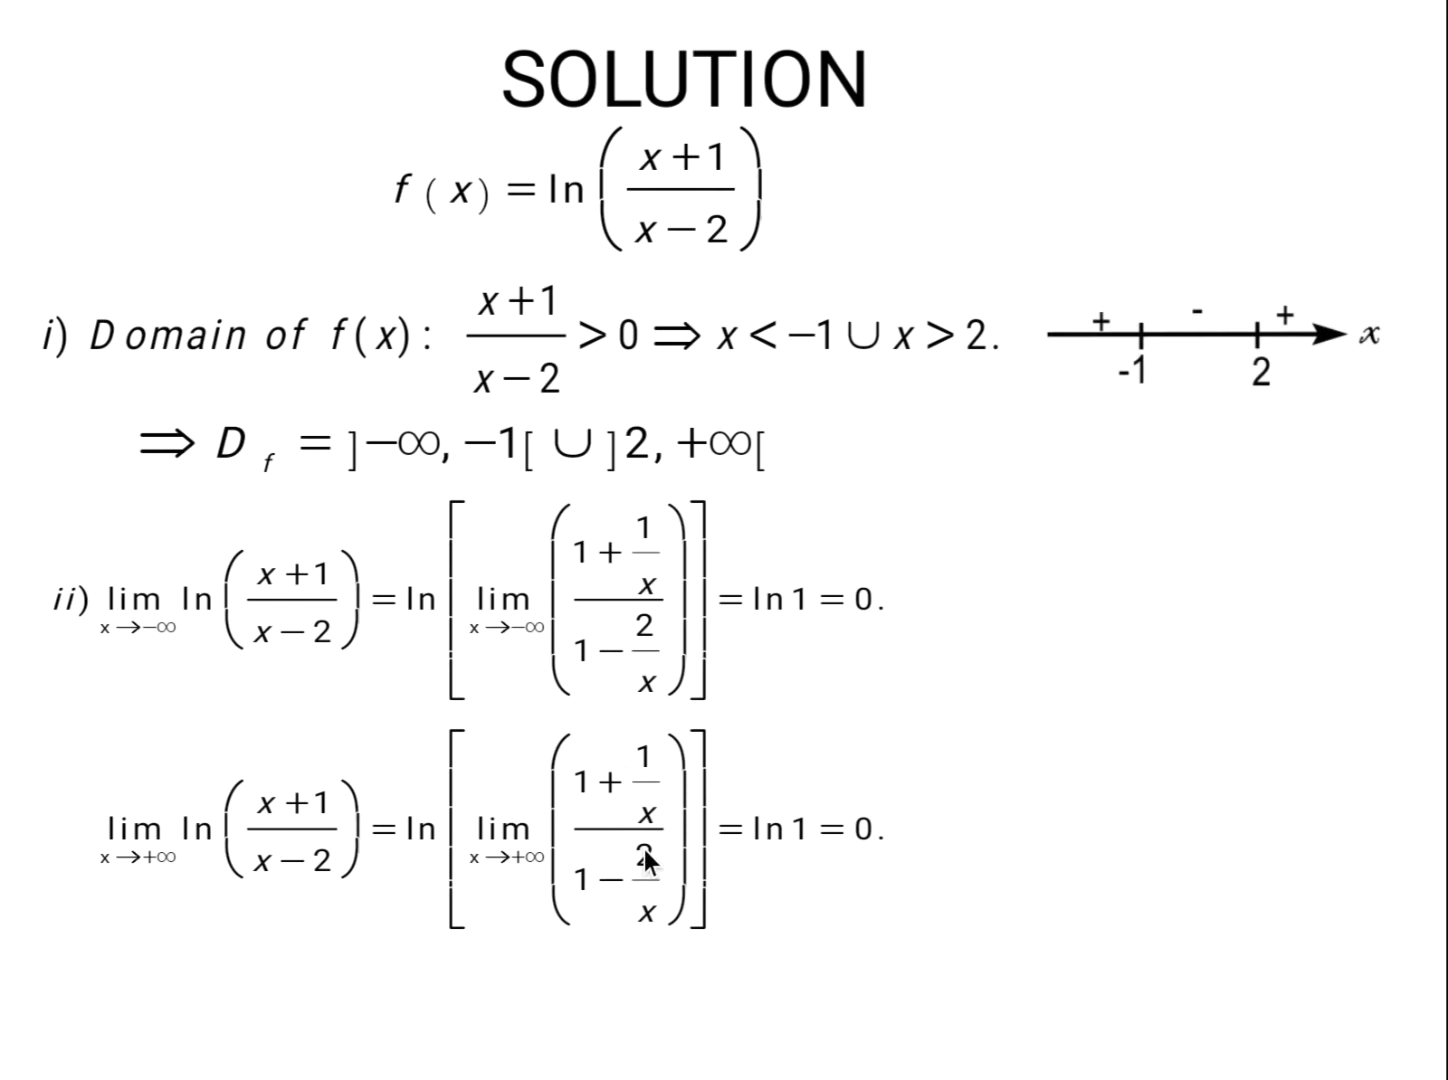 SOLUTION
f(x) = ln((x+1)/(x−2))
i) Domain of f(x): (x+1)/(x−2) > 0 ⇒ x < −1 ∪ x > 2. + - + x
-1 2
⇒ D_f = ]−∞, −1[ ∪ ]2, +∞[
ii) lim_{x→−∞} ln((x+1)/(x−2)) = ln[lim_{x→−∞}((1+1/x)/(1−2/x))] = ln 1 = 0.
lim_{x→+∞} ln((x+1)/(x−2)) = ln[lim_{x→+∞}((1+1/x)/(1−2/x))] = ln 1 = 0.